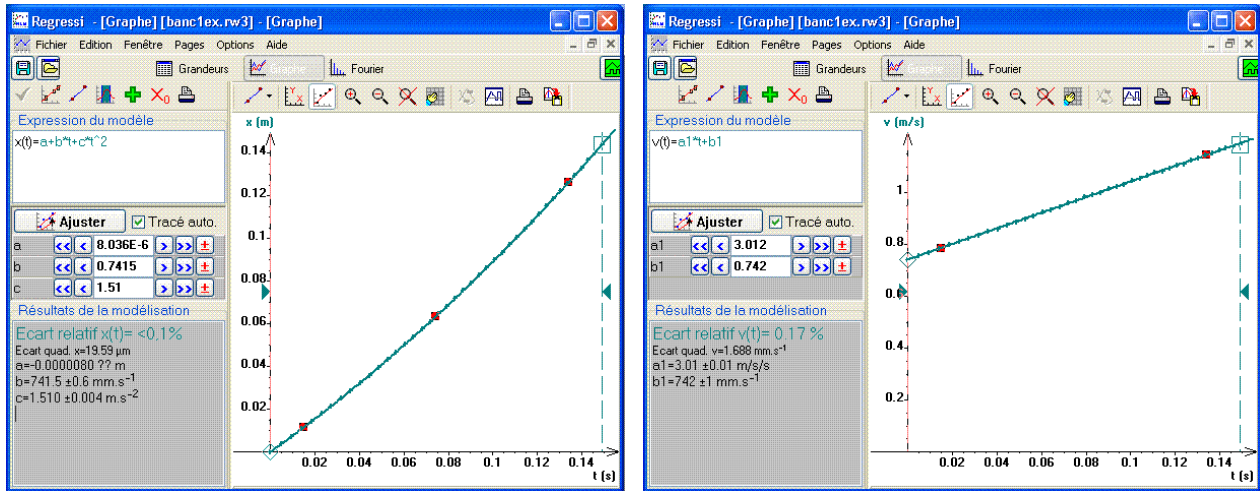 Regressi - [Graphe] [banc1ex.rw3] - [Graphe]
Fichier Edition Fenêtre Pages Options Aide
Grandeurs Graphe Fourier
Expression du modèle
x(t)=a+b*t+c*t^2
Ajuster Tracé auto.
a 8.036E-6
b 0.7415
c 1.51
Résultats de la modélisation
Ecart relatif x(t)= <0,1%
Ecart quad. x=19.59 µm
a=-0.0000080 ?? m
b=741.5 ±0.6 mm.s⁻¹
c=1.510 ±0.004 m.s⁻²
x (m)
0.14
0.12
0.1
0.08
0.06
0.04
0.02
0.02 0.04 0.06 0.08 0.1 0.12 0.14
t (s)
Regressi - [Graphe] [banc1ex.rw3] - [Graphe]
Fichier Edition Fenêtre Pages Options Aide
Grandeurs Graphe Fourier
Expression du modèle
v(t)=a1*t+b1
Ajuster Tracé auto.
a1 3.012
b1 0.742
Résultats de la modélisation
Ecart relatif v(t)= 0.17 %
Ecart quad. v=1.688 mm.s⁻¹
a1=3.01 ±0.01 m/s/s
b1=742 ±1 mm.s⁻¹
v (m/s)
1
0.8
0.4
0.2
0.02 0.04 0.06 0.08 0.1 0.12 0.14
t (s)